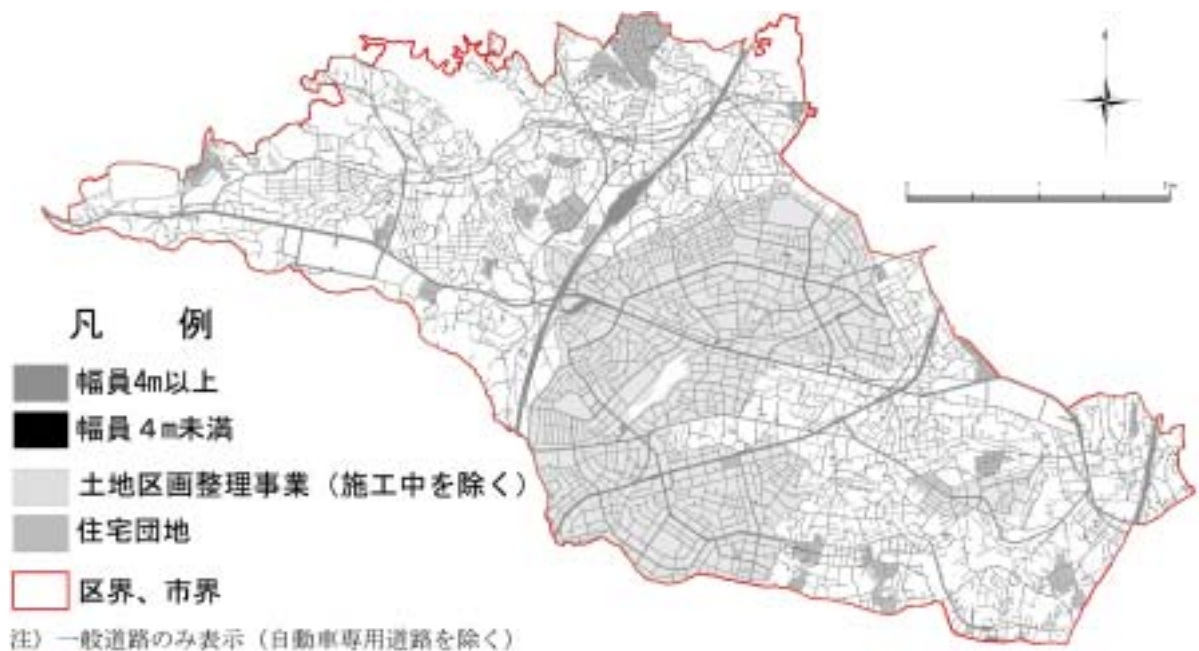 凡　例
幅員4m以上
幅員４m未満
土地区画整理事業（施工中を除く）
住宅団地
区界、市界
注）一般道路のみ表示（自動車専用道路を除く）